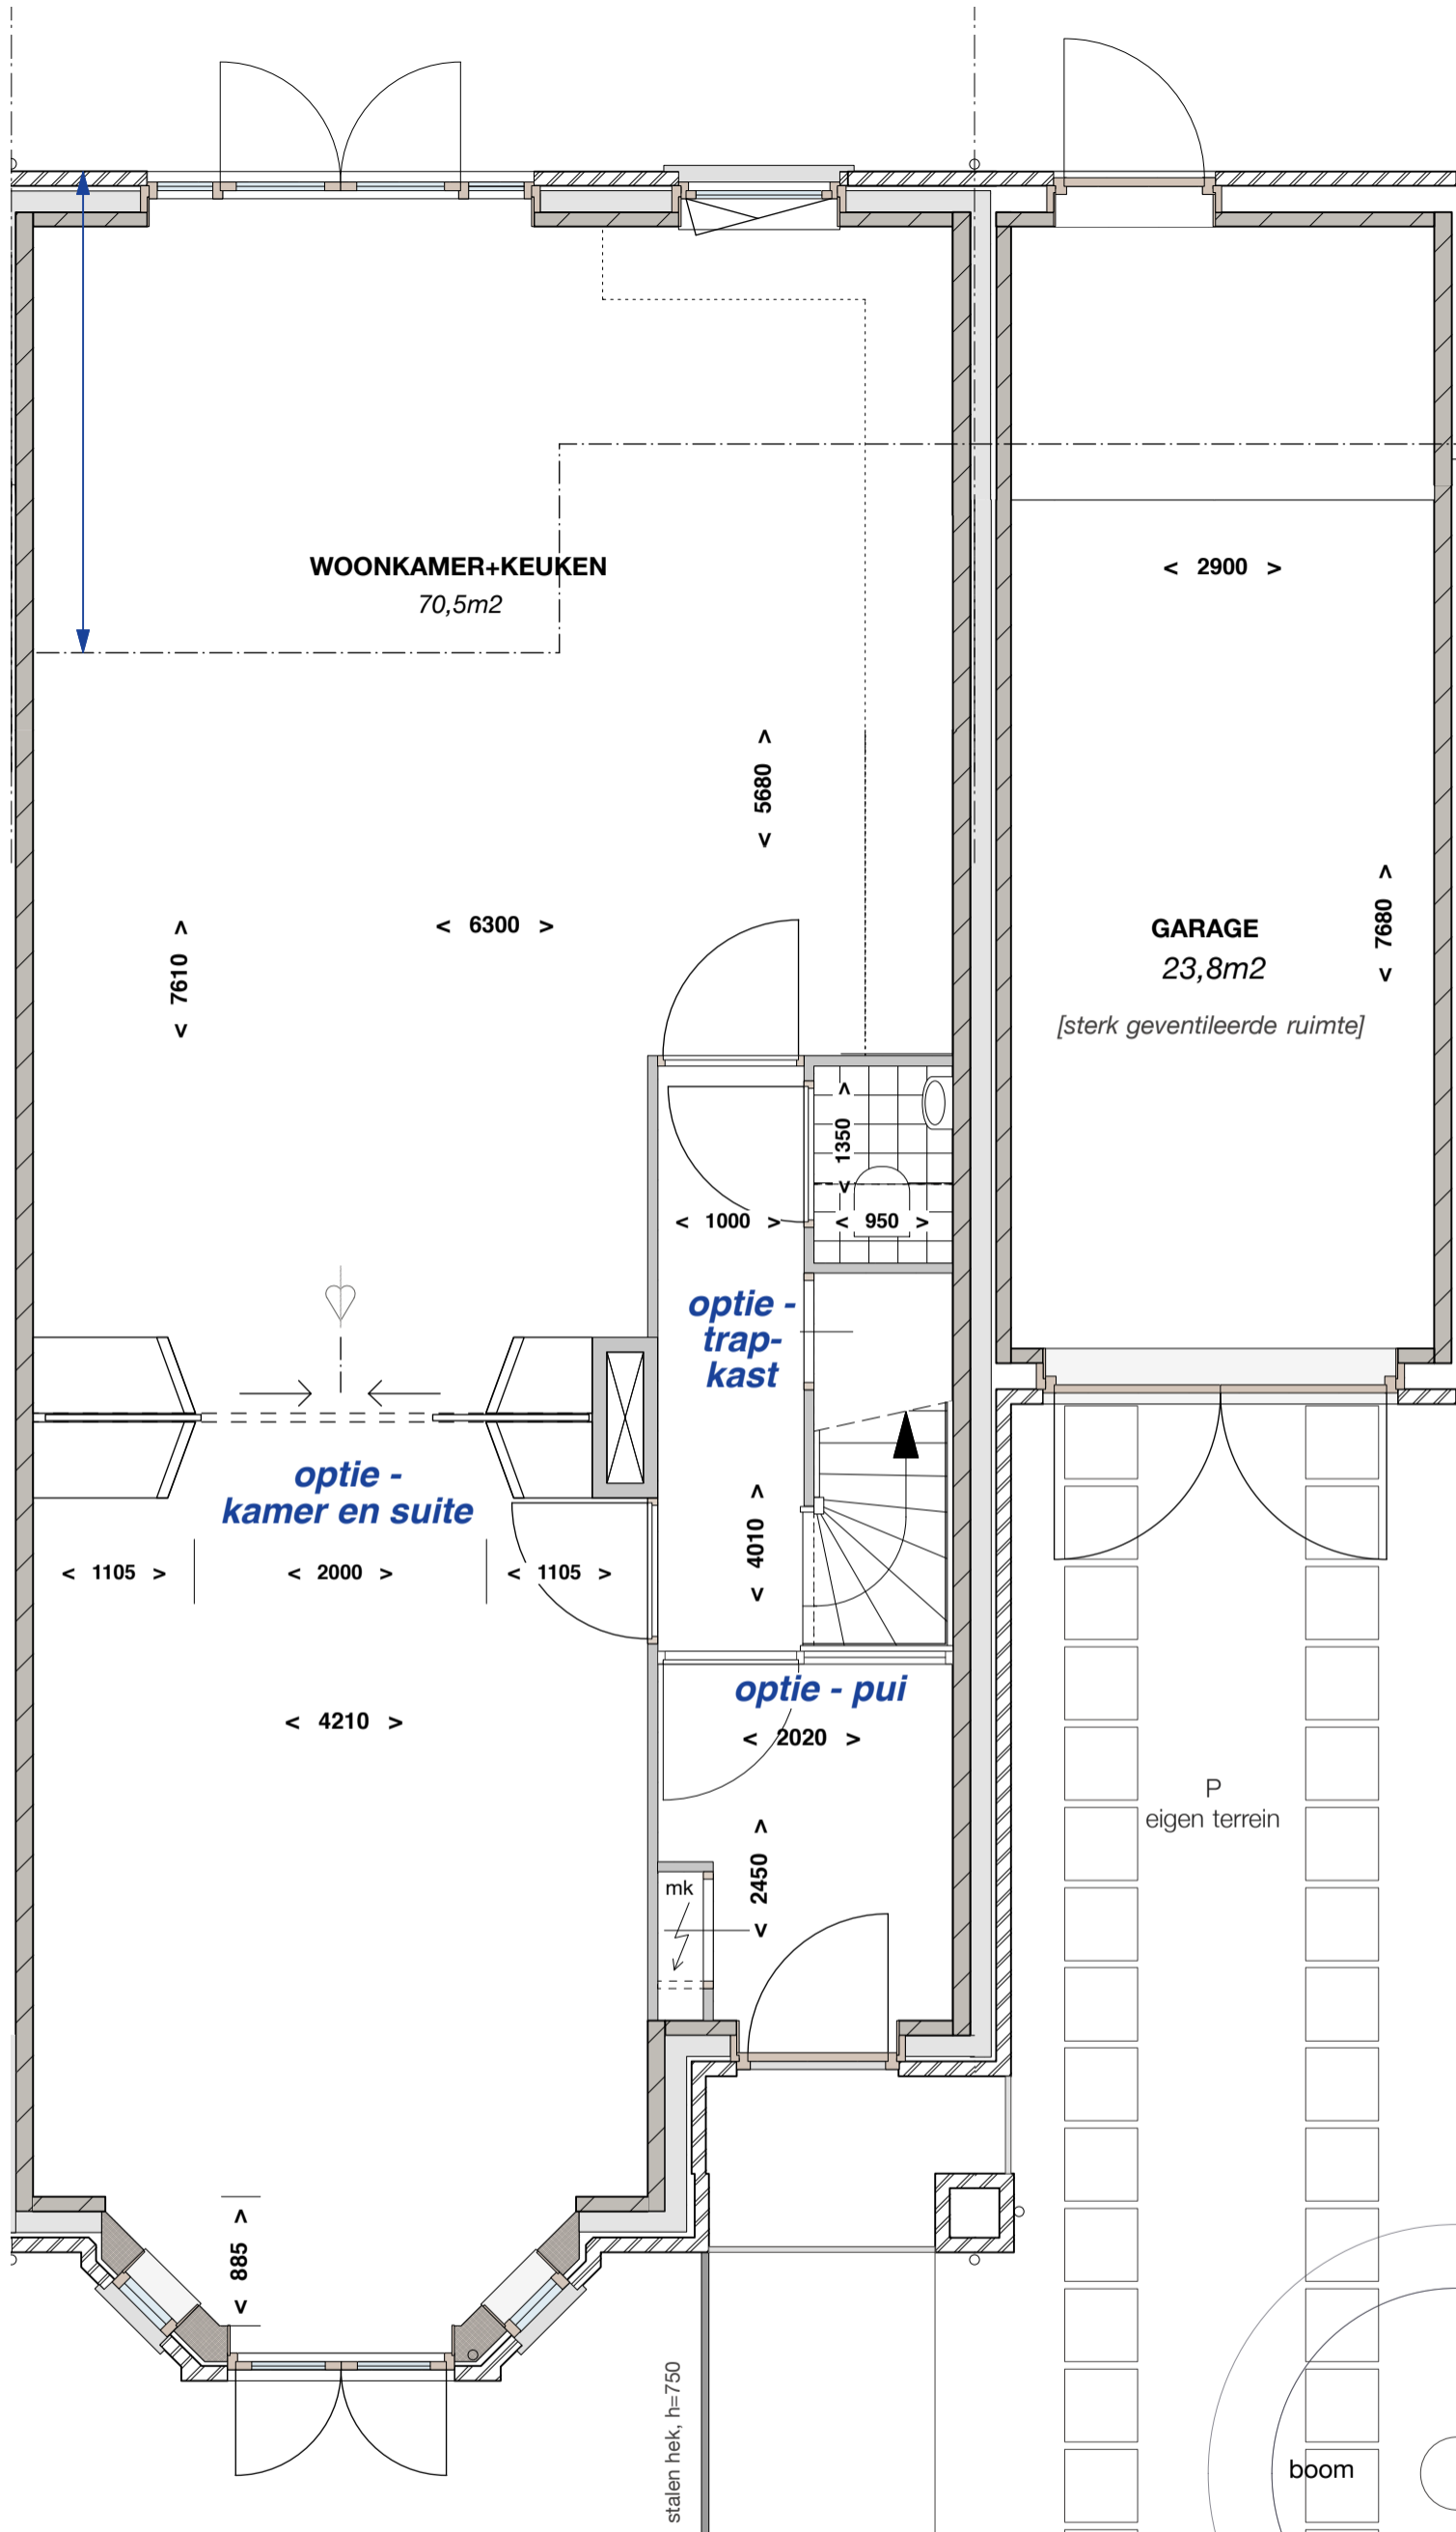 WOONKAMER+KEUKEN
70,5m2
< 2900 >
< 5680 >
< 6300 >
< 7610 >
GARAGE
23,8m2
< 7680 >
[sterk geventileerde ruimte]
< 1350 >
< 1000 >
< 950 >
optie -
trap-
kast
optie -
kamer en suite
< 4010 >
< 1105 >
< 2000 >
< 1105 >
optie - pui
< 4210 >
< 2020 >
P
eigen terrein
< 2450 >
mk
< 885 >
stalen hek, h=750
boom